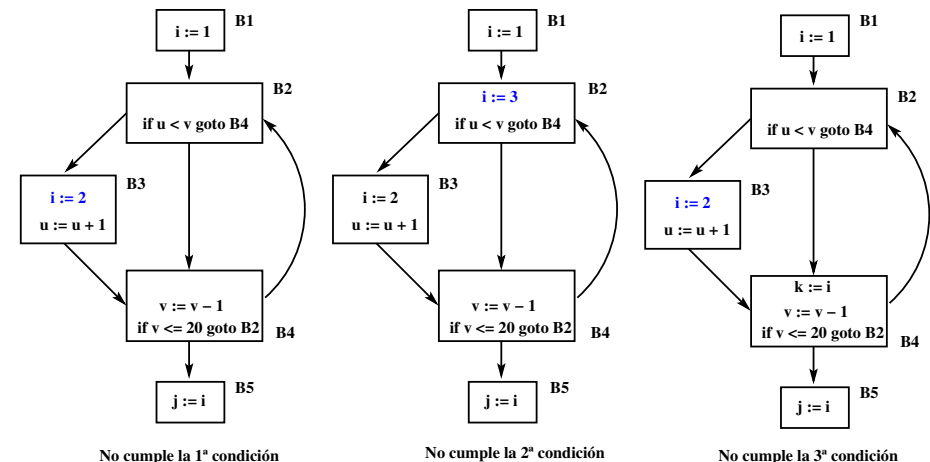 B1
i := 1
B2
if u < v goto B4
B3
i := 2
u := u + 1
v := v − 1
if v <= 20 goto B2
B4
B5
j := i
No cumple la 1ª condición
B1
i := 1
B2
i := 3
if u < v goto B4
B3
i := 2
u := u + 1
v := v − 1
if v <= 20 goto B2
B4
B5
j := i
No cumple la 2ª condición
B1
i := 1
B2
if u < v goto B4
B3
i := 2
u := u + 1
k := i
v := v − 1
if v <= 20 goto B2
B4
B5
j := i
No cumple la 3ª condición